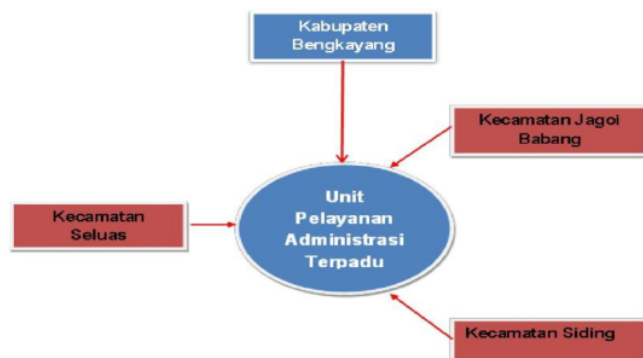 Kabupaten
Bengkayang
Kecamatan Jagoi
Babang
Unit
Pelayanan
Administrasi
Terpadu
Kecamatan
Seluas
Kecamatan Siding